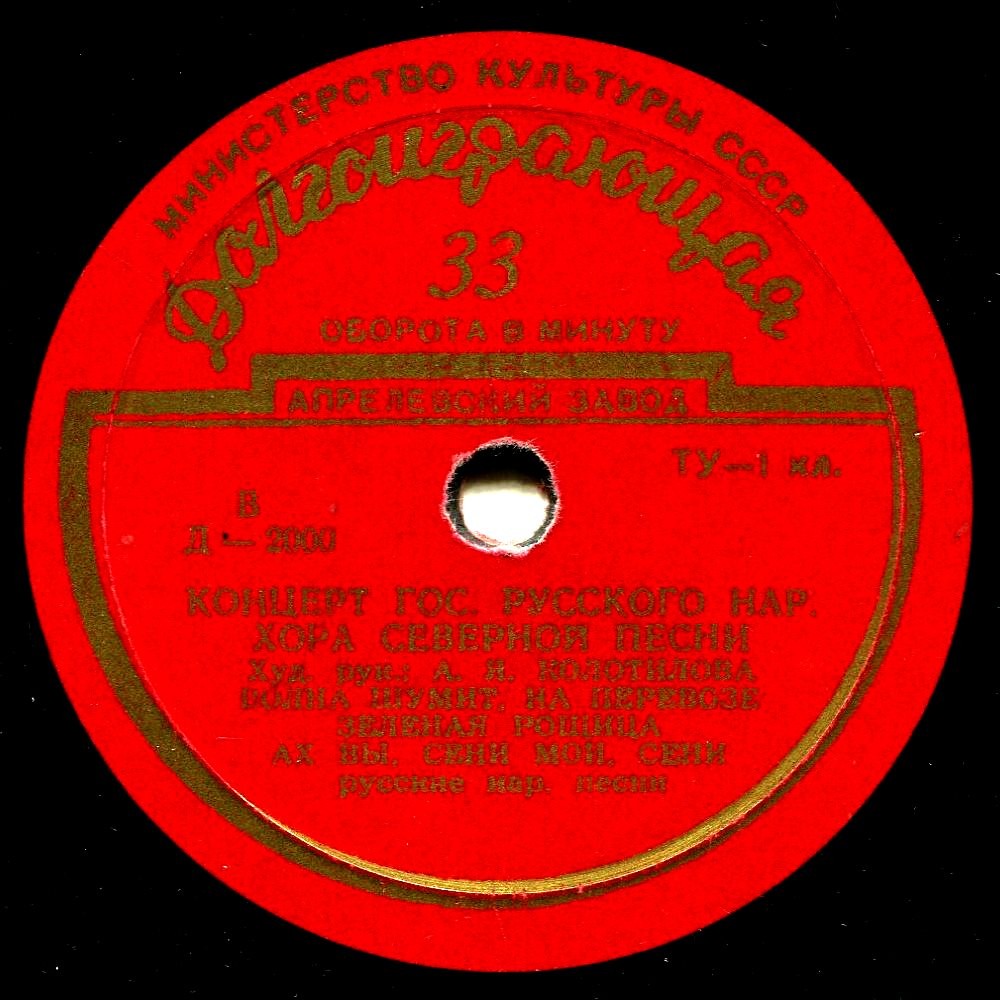 МИНИСТЕРСТВО КУЛЬТУРЫ СССР
Долгоиграющая
33
ОБОРОТА В МИНУТУ
АПРЕЛЕВСКИЙ ЗАВОД
ТУ—1 кл.
В
Д — 2000
КОНЦЕРТ ГОС. РУССКОГО НАР.
ХОРА СЕВЕРНОЙ ПЕСНИ
Худ. рук.: А. Я. КОЛОТИЛОВА
ВОЛНА ШУМИТ, НА ПЕРЕВОЗЕ
ЗЕЛЕНАЯ РОЩИЦА
АХ ВЫ, СЕНИ МОИ, СЕНИ
русские нар. песни